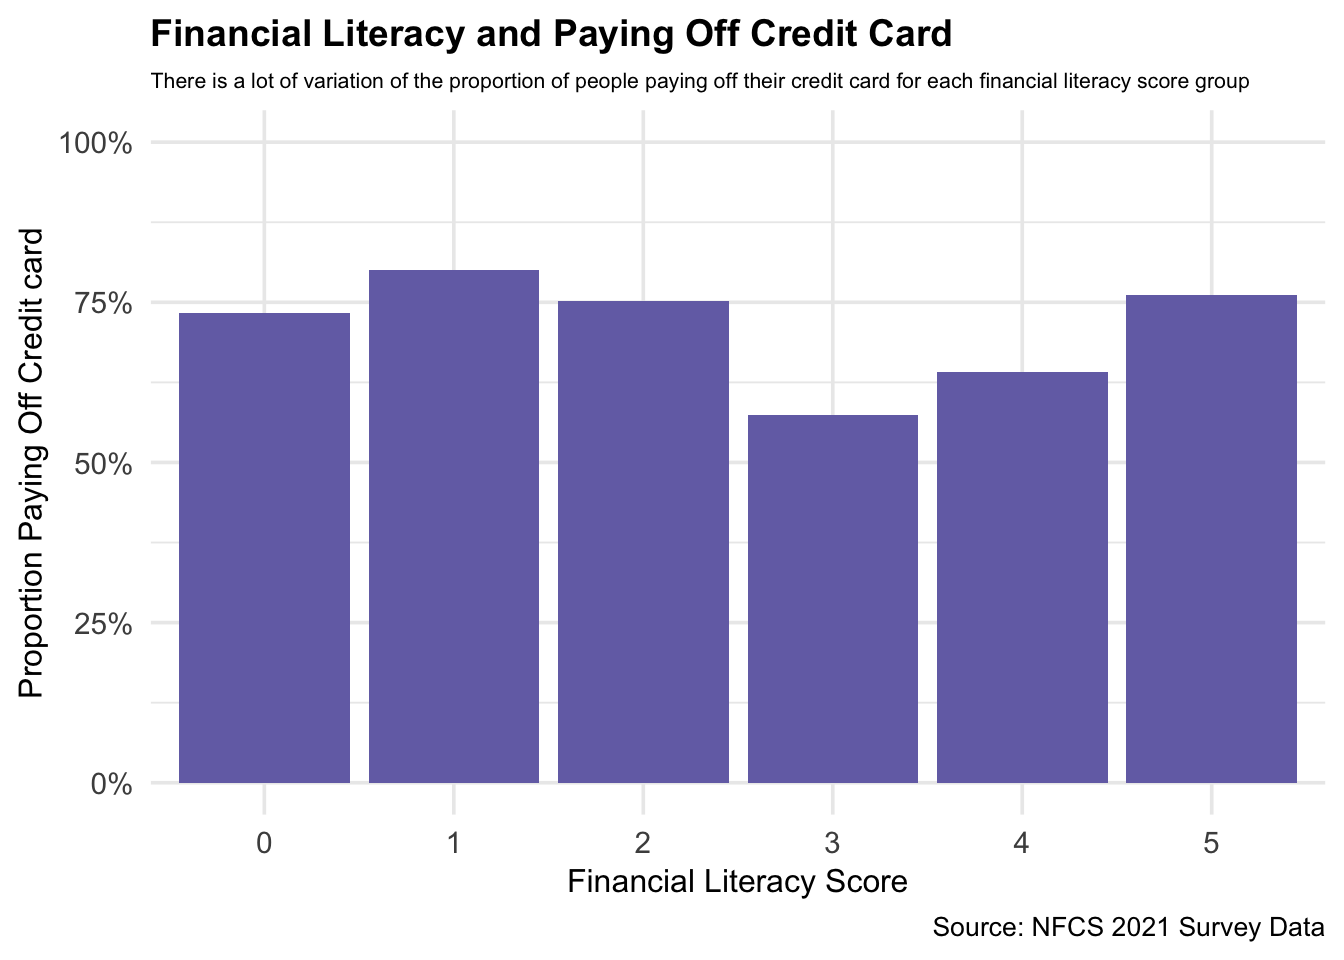 Financial Literacy and Paying Off Credit Card
There is a lot of variation of the proportion of people paying off their credit card for each financial literacy score group
Proportion Paying Off Credit card
100%
75%
50%
25%
0%
0 1 2 3 4 5
Financial Literacy Score
Source: NFCS 2021 Survey Data